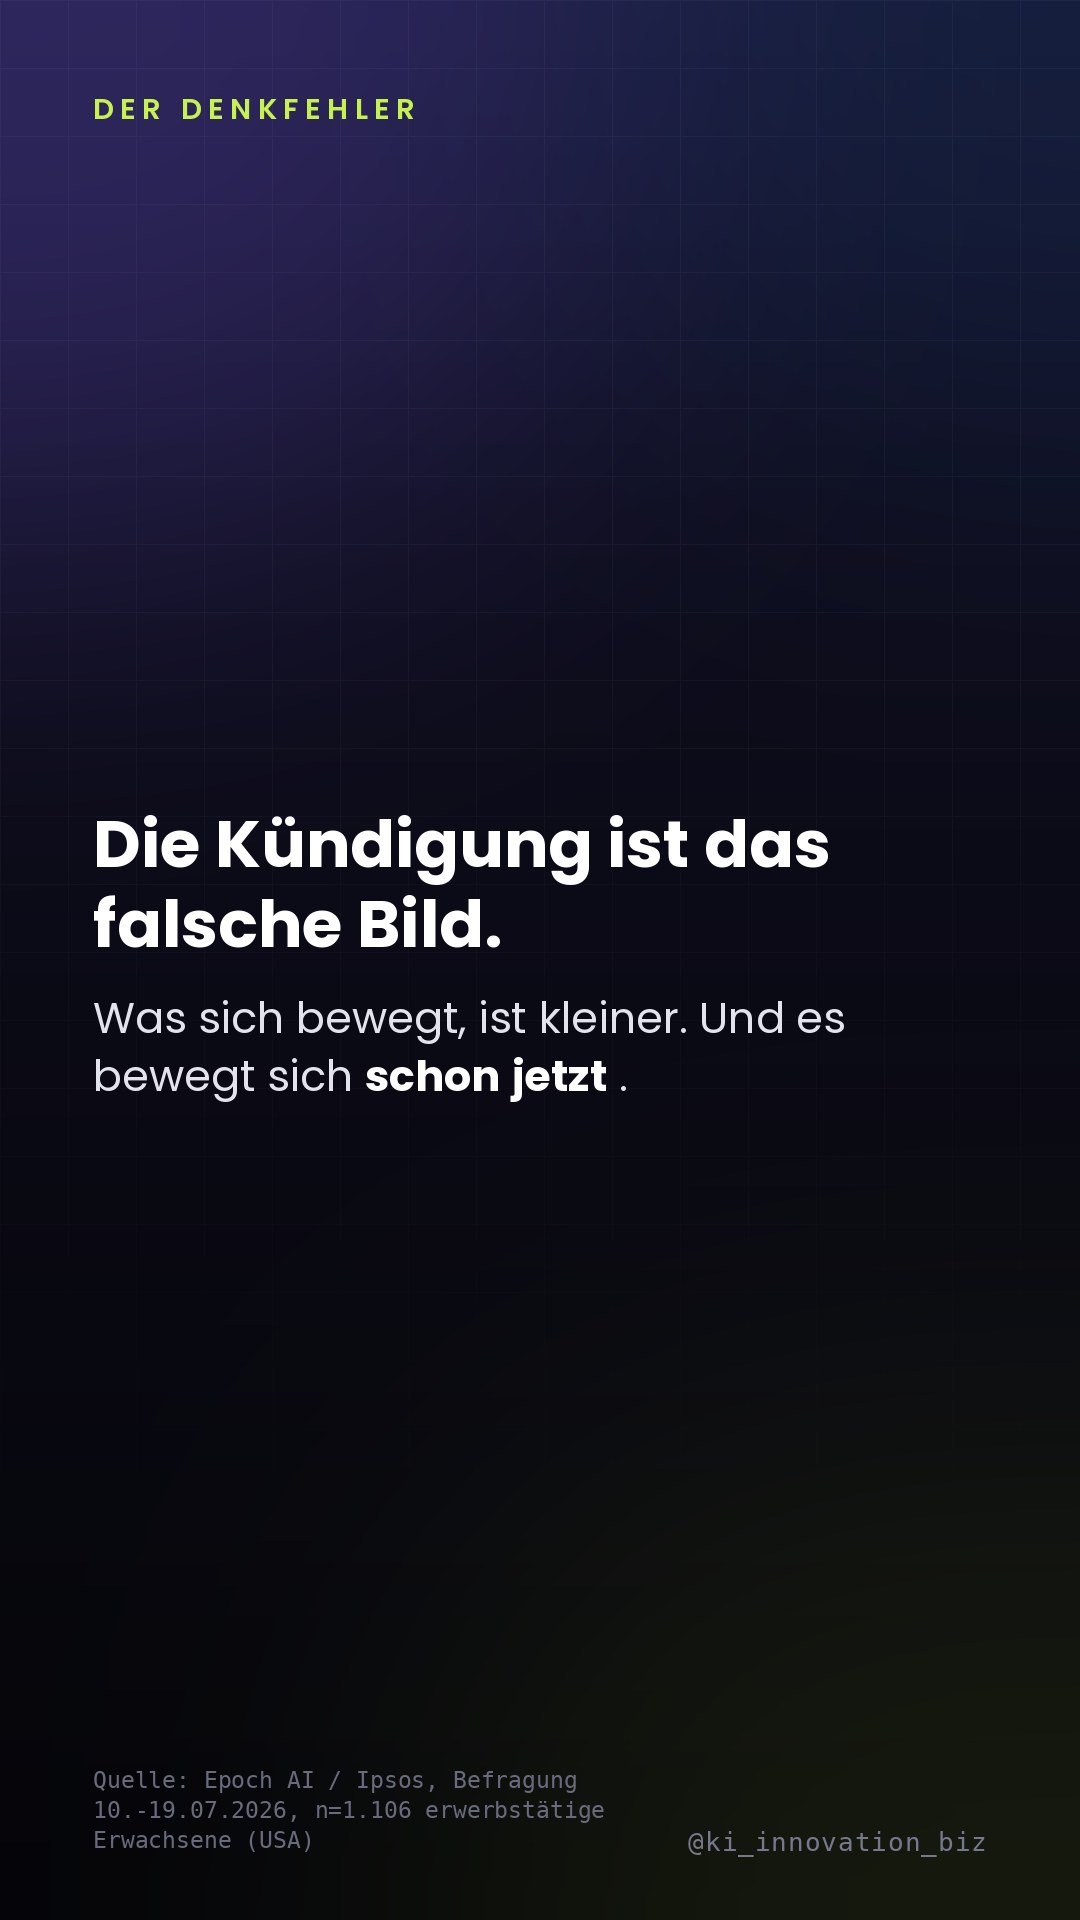 DER DENKFEHLER
Die Kündigung ist das
falsche Bild.
Was sich bewegt, ist kleiner. Und es
bewegt sich schon jetzt .
Quelle: Epoch AI / Ipsos, Befragung
10.-19.07.2026, n=1.106 erwerbstätige
Erwachsene (USA)
@ki_innovation_biz